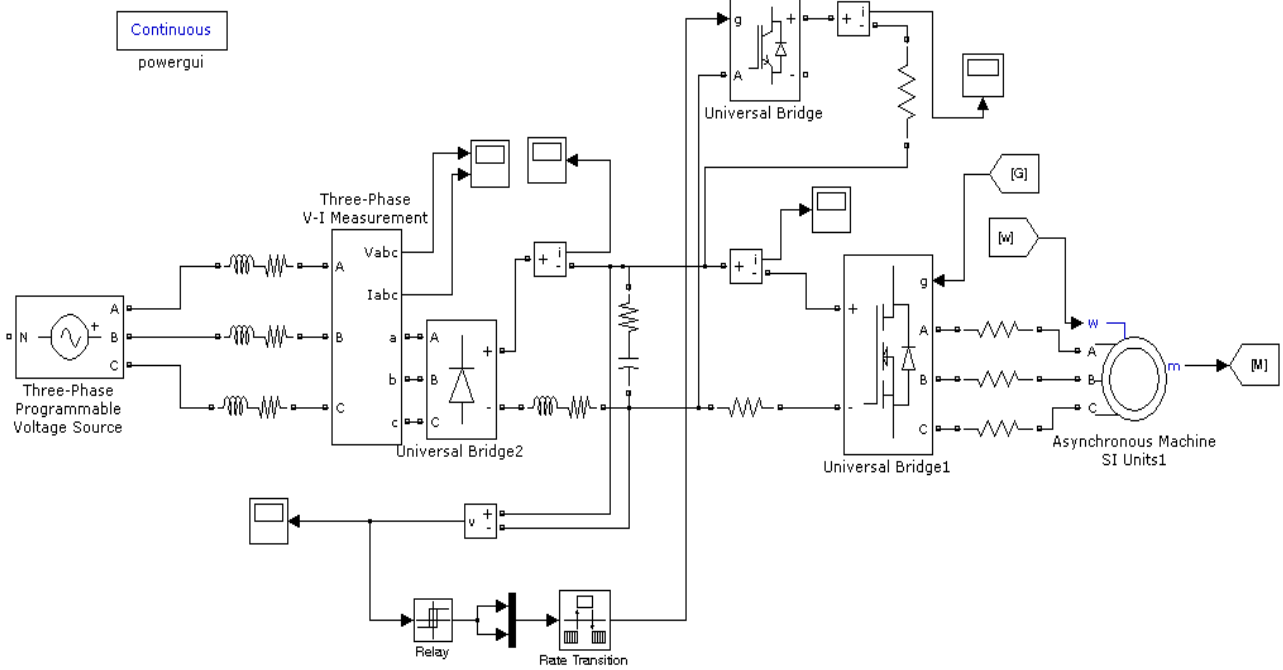 Continuous
powergui
g
+
A
-
Universal Bridge
+
-
i
Three-Phase
V-I Measurement
Vabc
Iabc
A
B
C
a
b
c
N
+
A
B
C
Three-Phase
Programmable
Voltage Source
A
B
C
+
-
Universal Bridge2
+
-
i
+
-
i
[G]
[w]
g
+
-
A
B
C
Universal Bridge1
w
A
B
C
m
[M]
Asynchronous Machine
SI Units1
v
+
-
Relay
Rate Transition